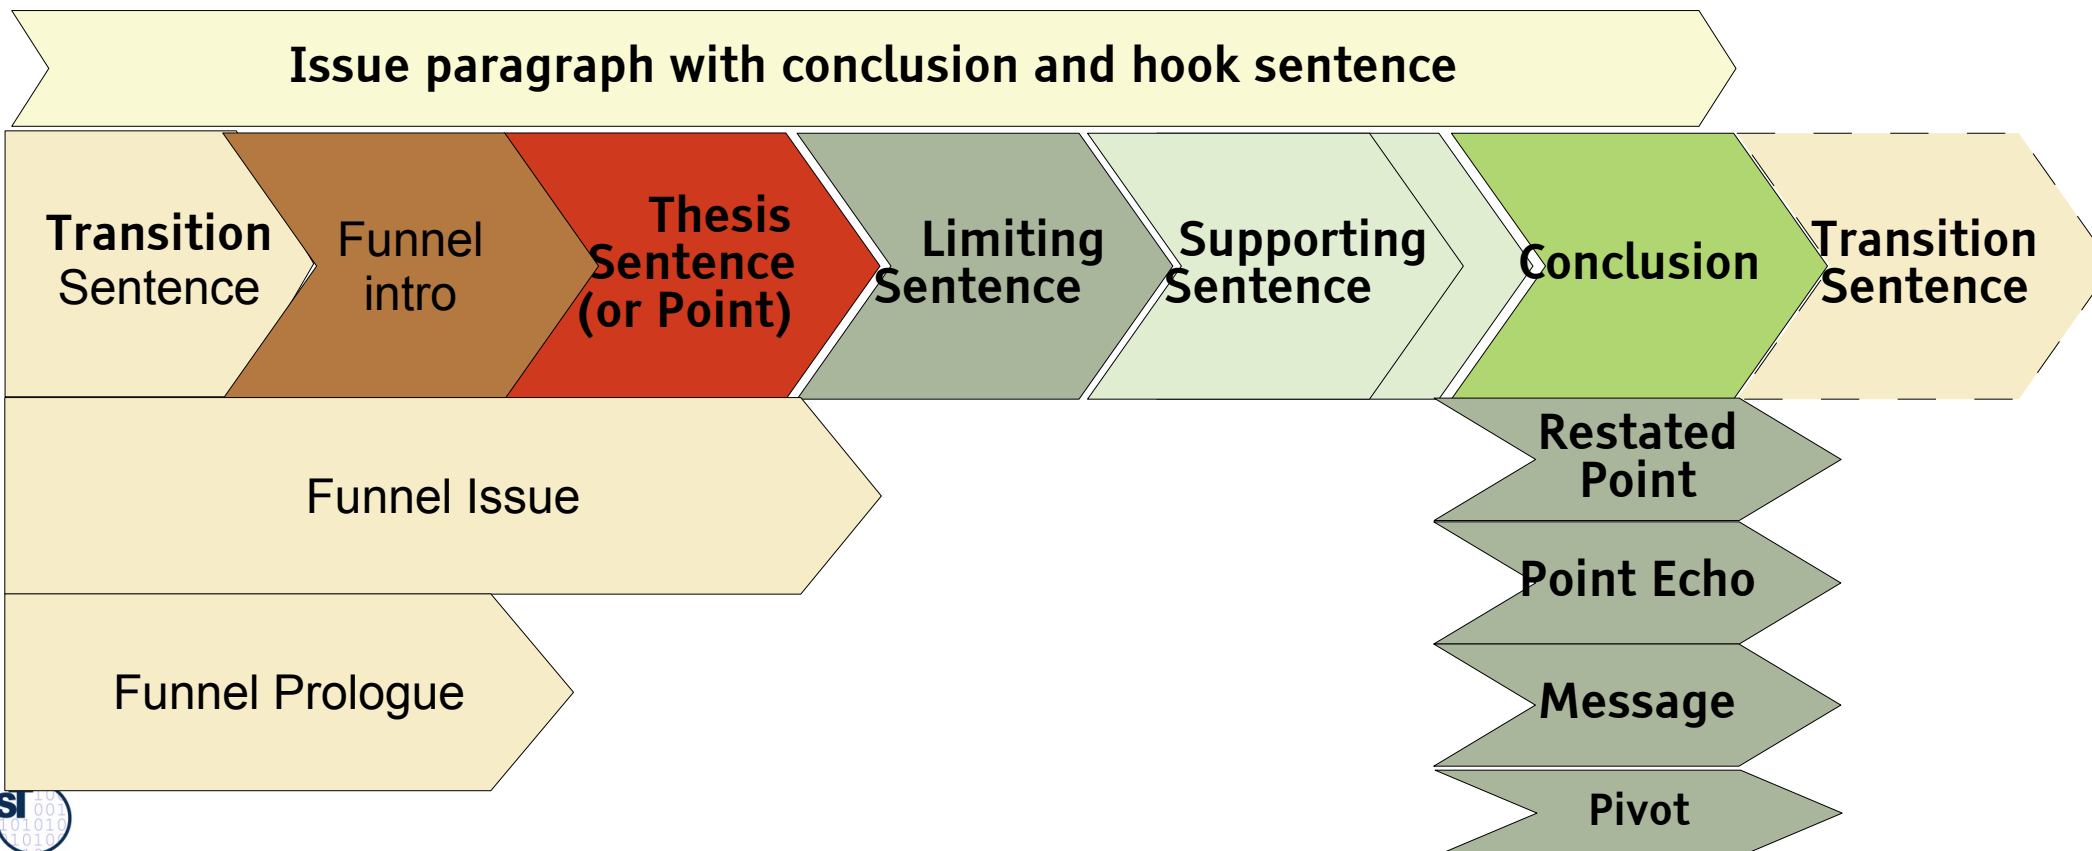 Issue paragraph with conclusion and hook sentence
Transition
Sentence
Funnel
intro
Thesis
Sentence
(or Point)
Limiting
Sentence
Supporting
Sentence
Conclusion
Transition
Sentence
Funnel Issue
Funnel Prologue
Restated
Point
Point Echo
Message
Pivot